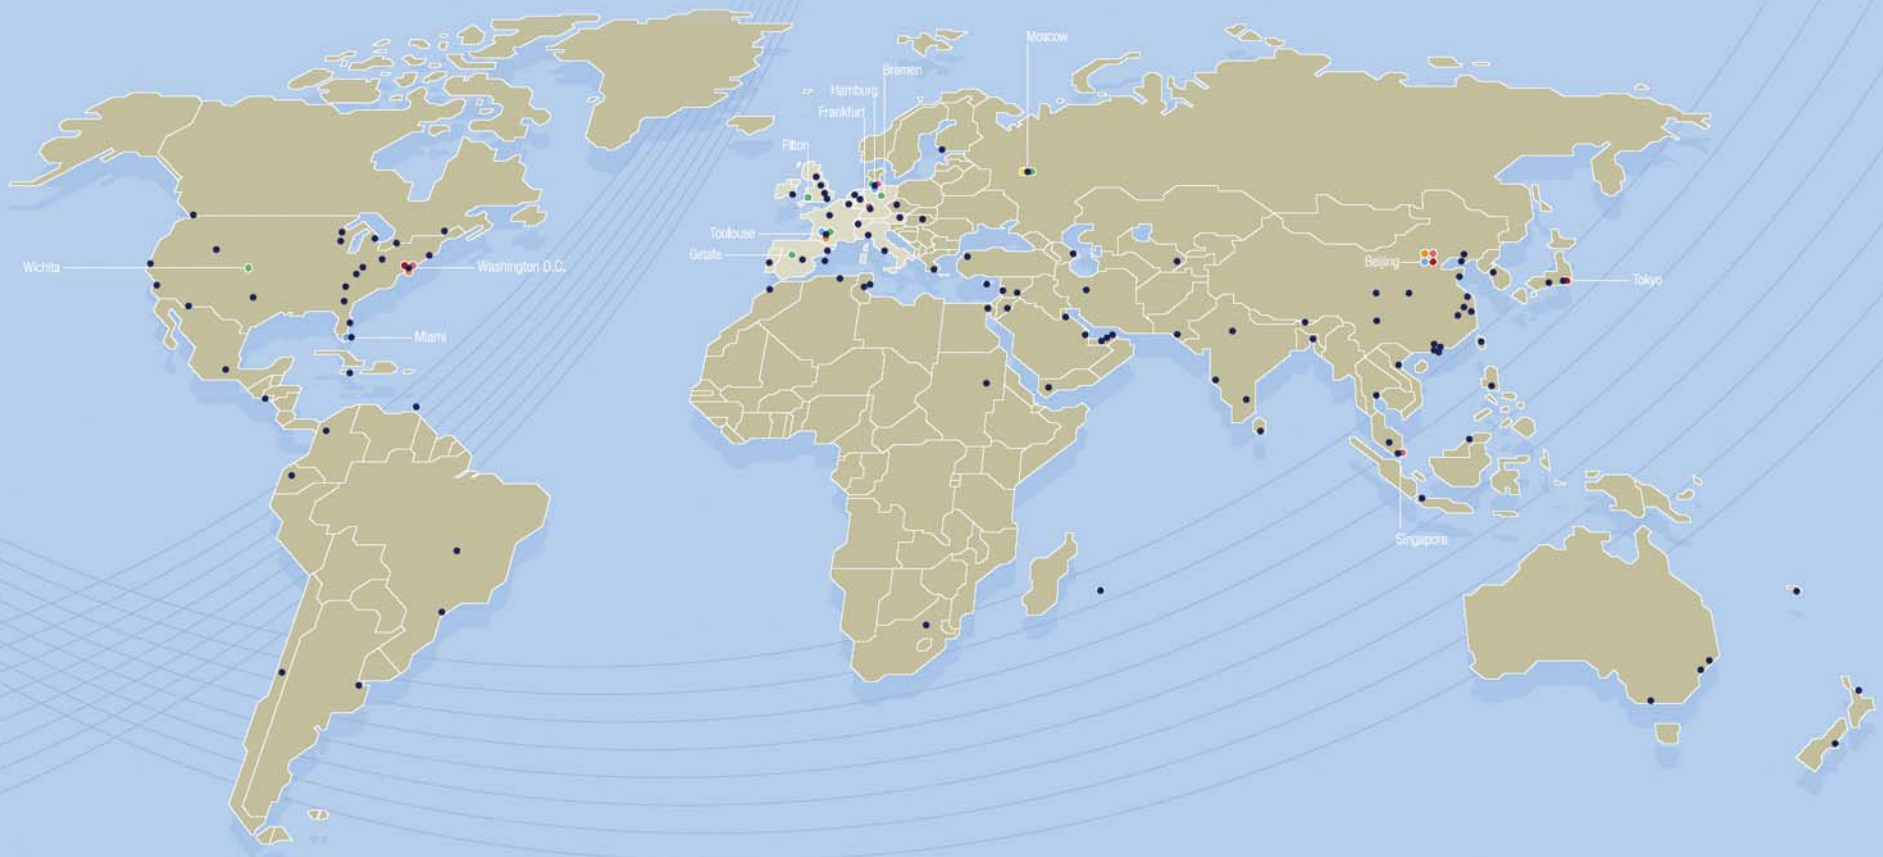 Moscow
Bremen
Hamburg
Frankfurt
Filton
Toulouse
Getafe
Wichita
Washington D.C.
Beijing
Tokyo
Miami
Singapore